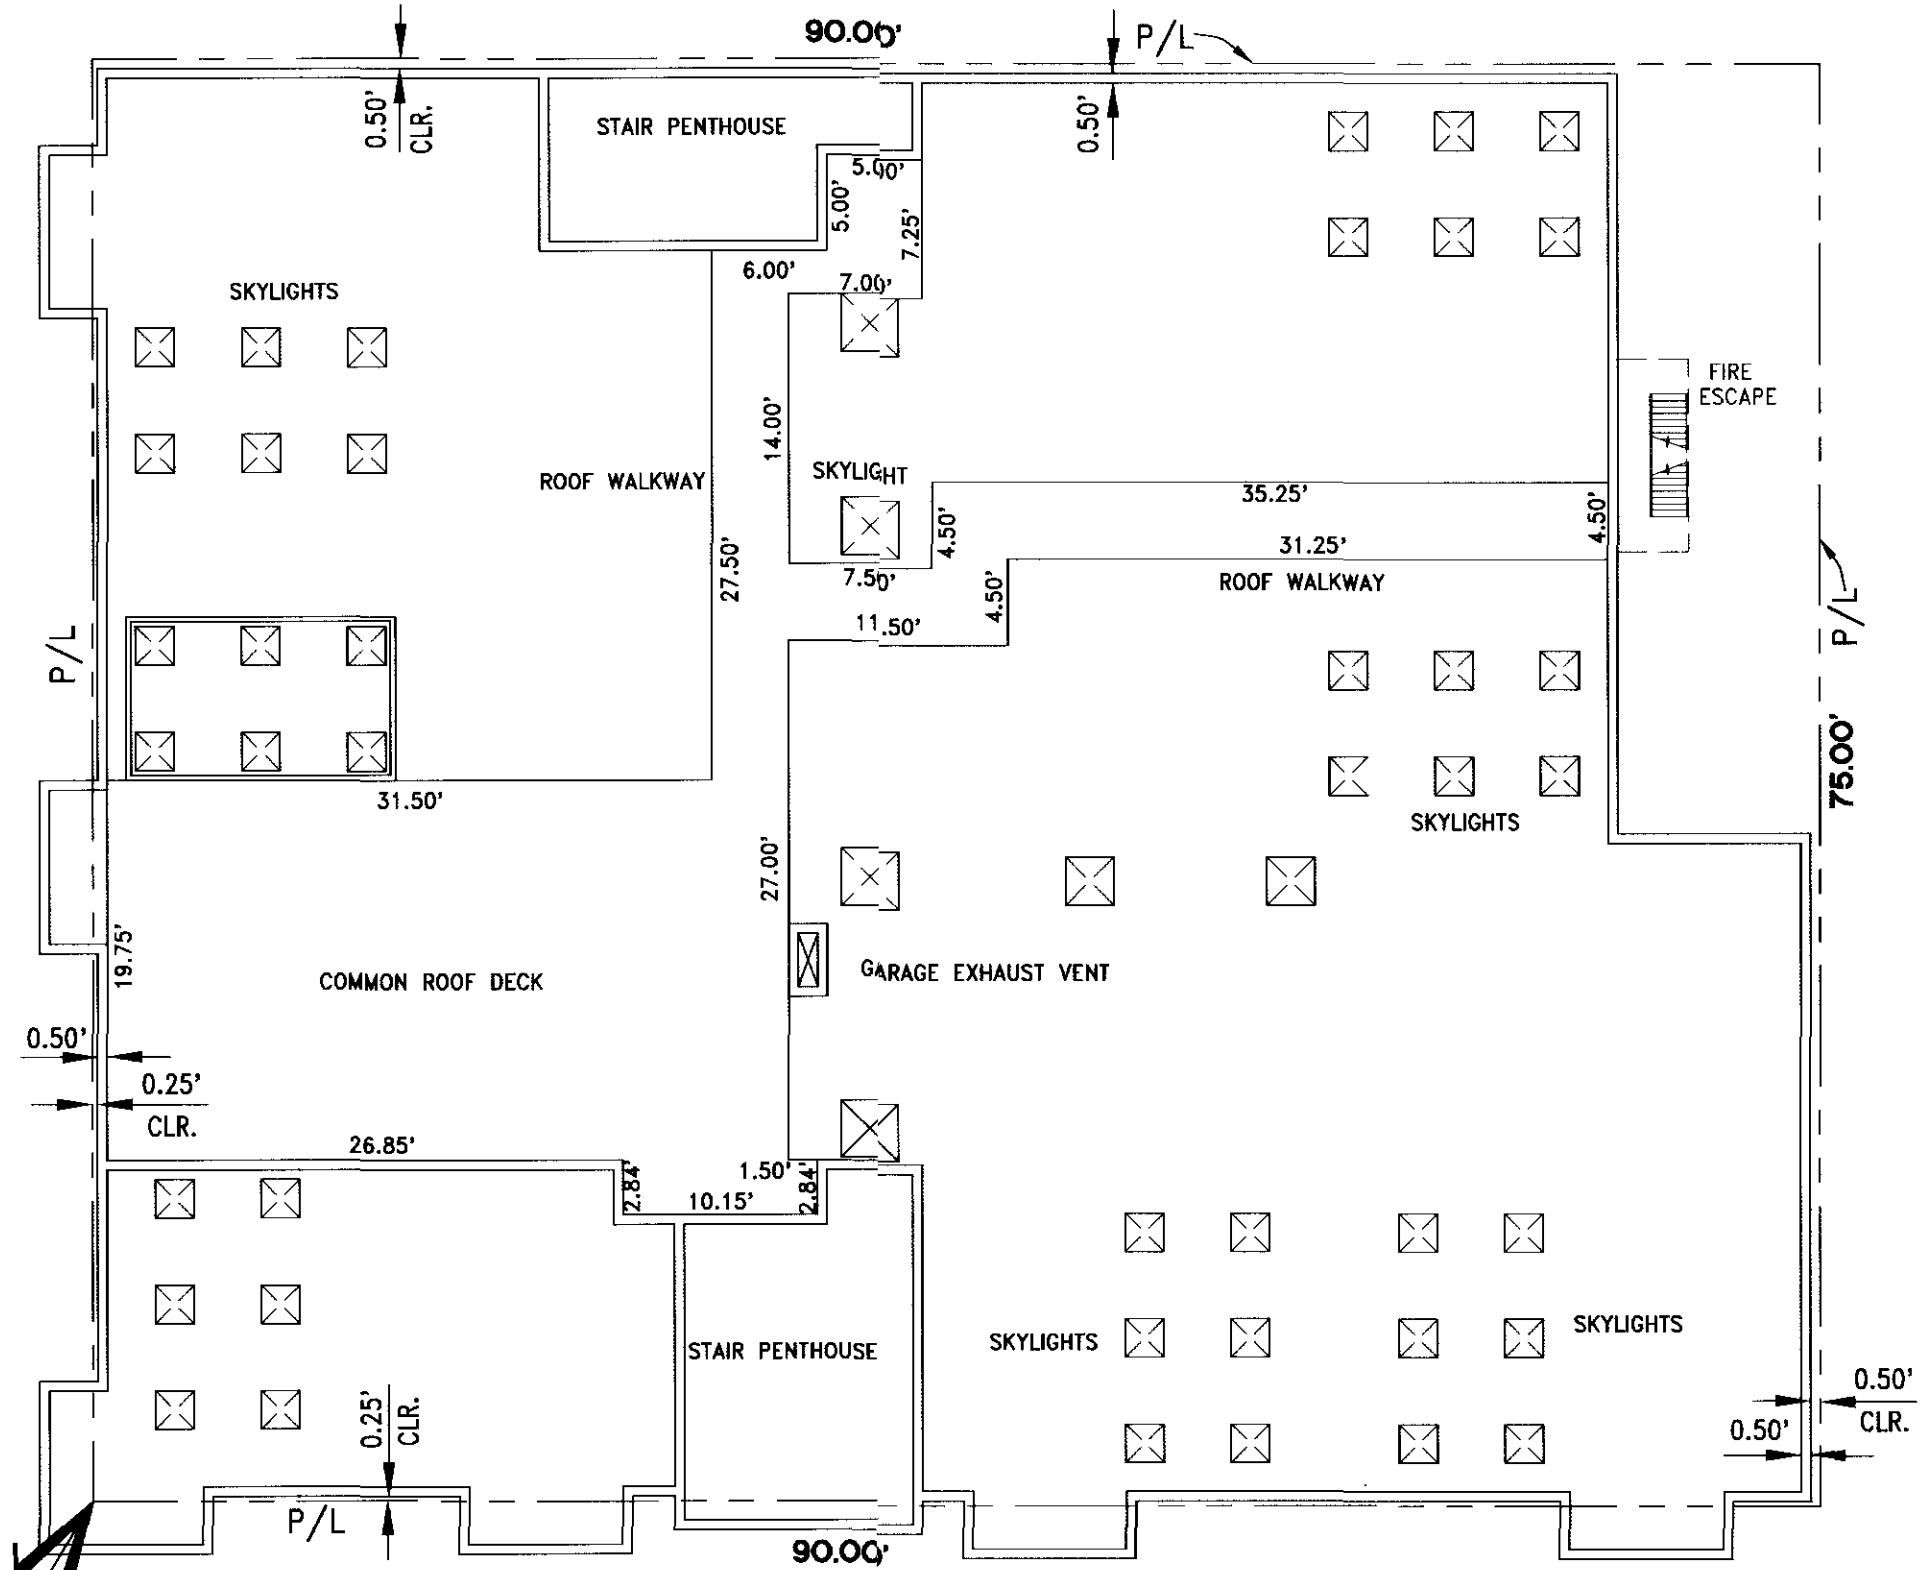 90.00'
P/L
0.50'
CLR.
0.50'
STAIR PENTHOUSE
5.00'
5.00'
7.25'
6.00'
7.00'
SKYLIGHTS
FIRE
ESCAPE
14.00'
SKYLIGHT
ROOF WALKWAY
35.25'
4.50'
4.50'
27.50'
31.25'
7.50'
4.50'
ROOF WALKWAY
11.50'
P/L
P/L
75.00'
31.50'
SKYLIGHTS
27.00'
19.75'
COMMON ROOF DECK
GARAGE EXHAUST VENT
0.50'
0.25'
CLR.
26.85'
1.50'
2.84'
10.15'
2.84'
STAIR PENTHOUSE
SKYLIGHTS
SKYLIGHTS
0.25'
CLR.
0.50'
CLR.
0.50'
P/L
90.00'